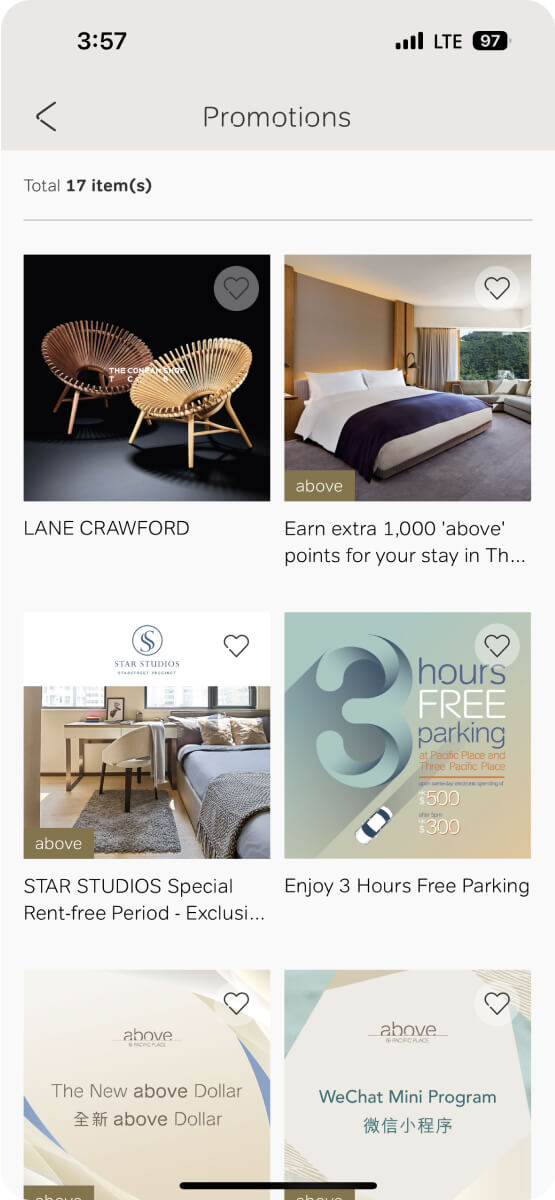 3:57
LTE
97
Promotions
Total 17 item(s)
THE CONRAN SHOP
LANE CRAWFORD
above
Earn extra 1,000 'above'
points for your stay in Th...
STAR STUDIOS
STARSTREET PRECINCT
above
STAR STUDIOS Special
Rent-free Period - Exclusi...
3
hours
FREE
parking
at Pacific Place and
Three Pacific Place
upon same-day electronic spending of
HK$500
after 5pm
HK$300
Enjoy 3 Hours Free Parking
above
@ PACIFIC PLACE
The New above Dollar
全新 above Dollar
above
above
@ PACIFIC PLACE
WeChat Mini Program
微信小程序
above